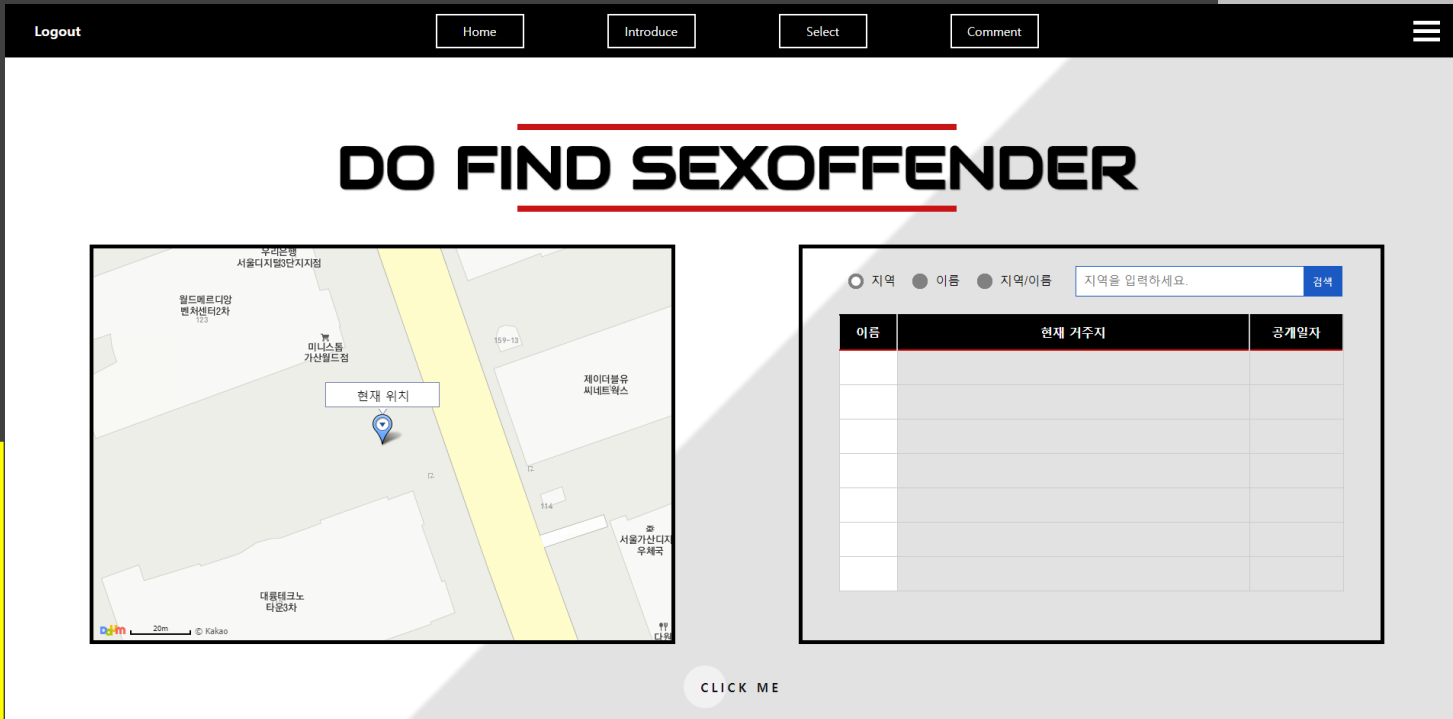 Logout
Home
Introduce
Select
Comment
DO FIND SEXOFFENDER
우리은행
서울디지털3단지지점
월드메르디앙
벤처센터2차
123
미니스톱
가산월드점
159-13
제이더블유
씨네트웍스
현재 위치
114
서울가산디지
우체국
대륭테크노
타운3차
다원
Daum
20m
© Kakao
지역
이름
지역/이름
지역을 입력하세요.
검색
이름
현재 거주지
공개일자
CLICK ME